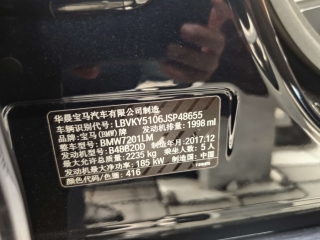 华晨宝马汽车有限公司制造
车辆识别代号: LBVKY5106JSP48655
品牌: 宝马(BMW)牌 发动机排量: 1998 ml
整车型号: BMW7201LM
发动机型号: B48B20D 制造年月: 2017.12
最大允许总质量: 2235 kg 乘坐人数: 5人
发动机最大净功率: 185 kW 制造国: 中国
颜色代码/色圈: 416